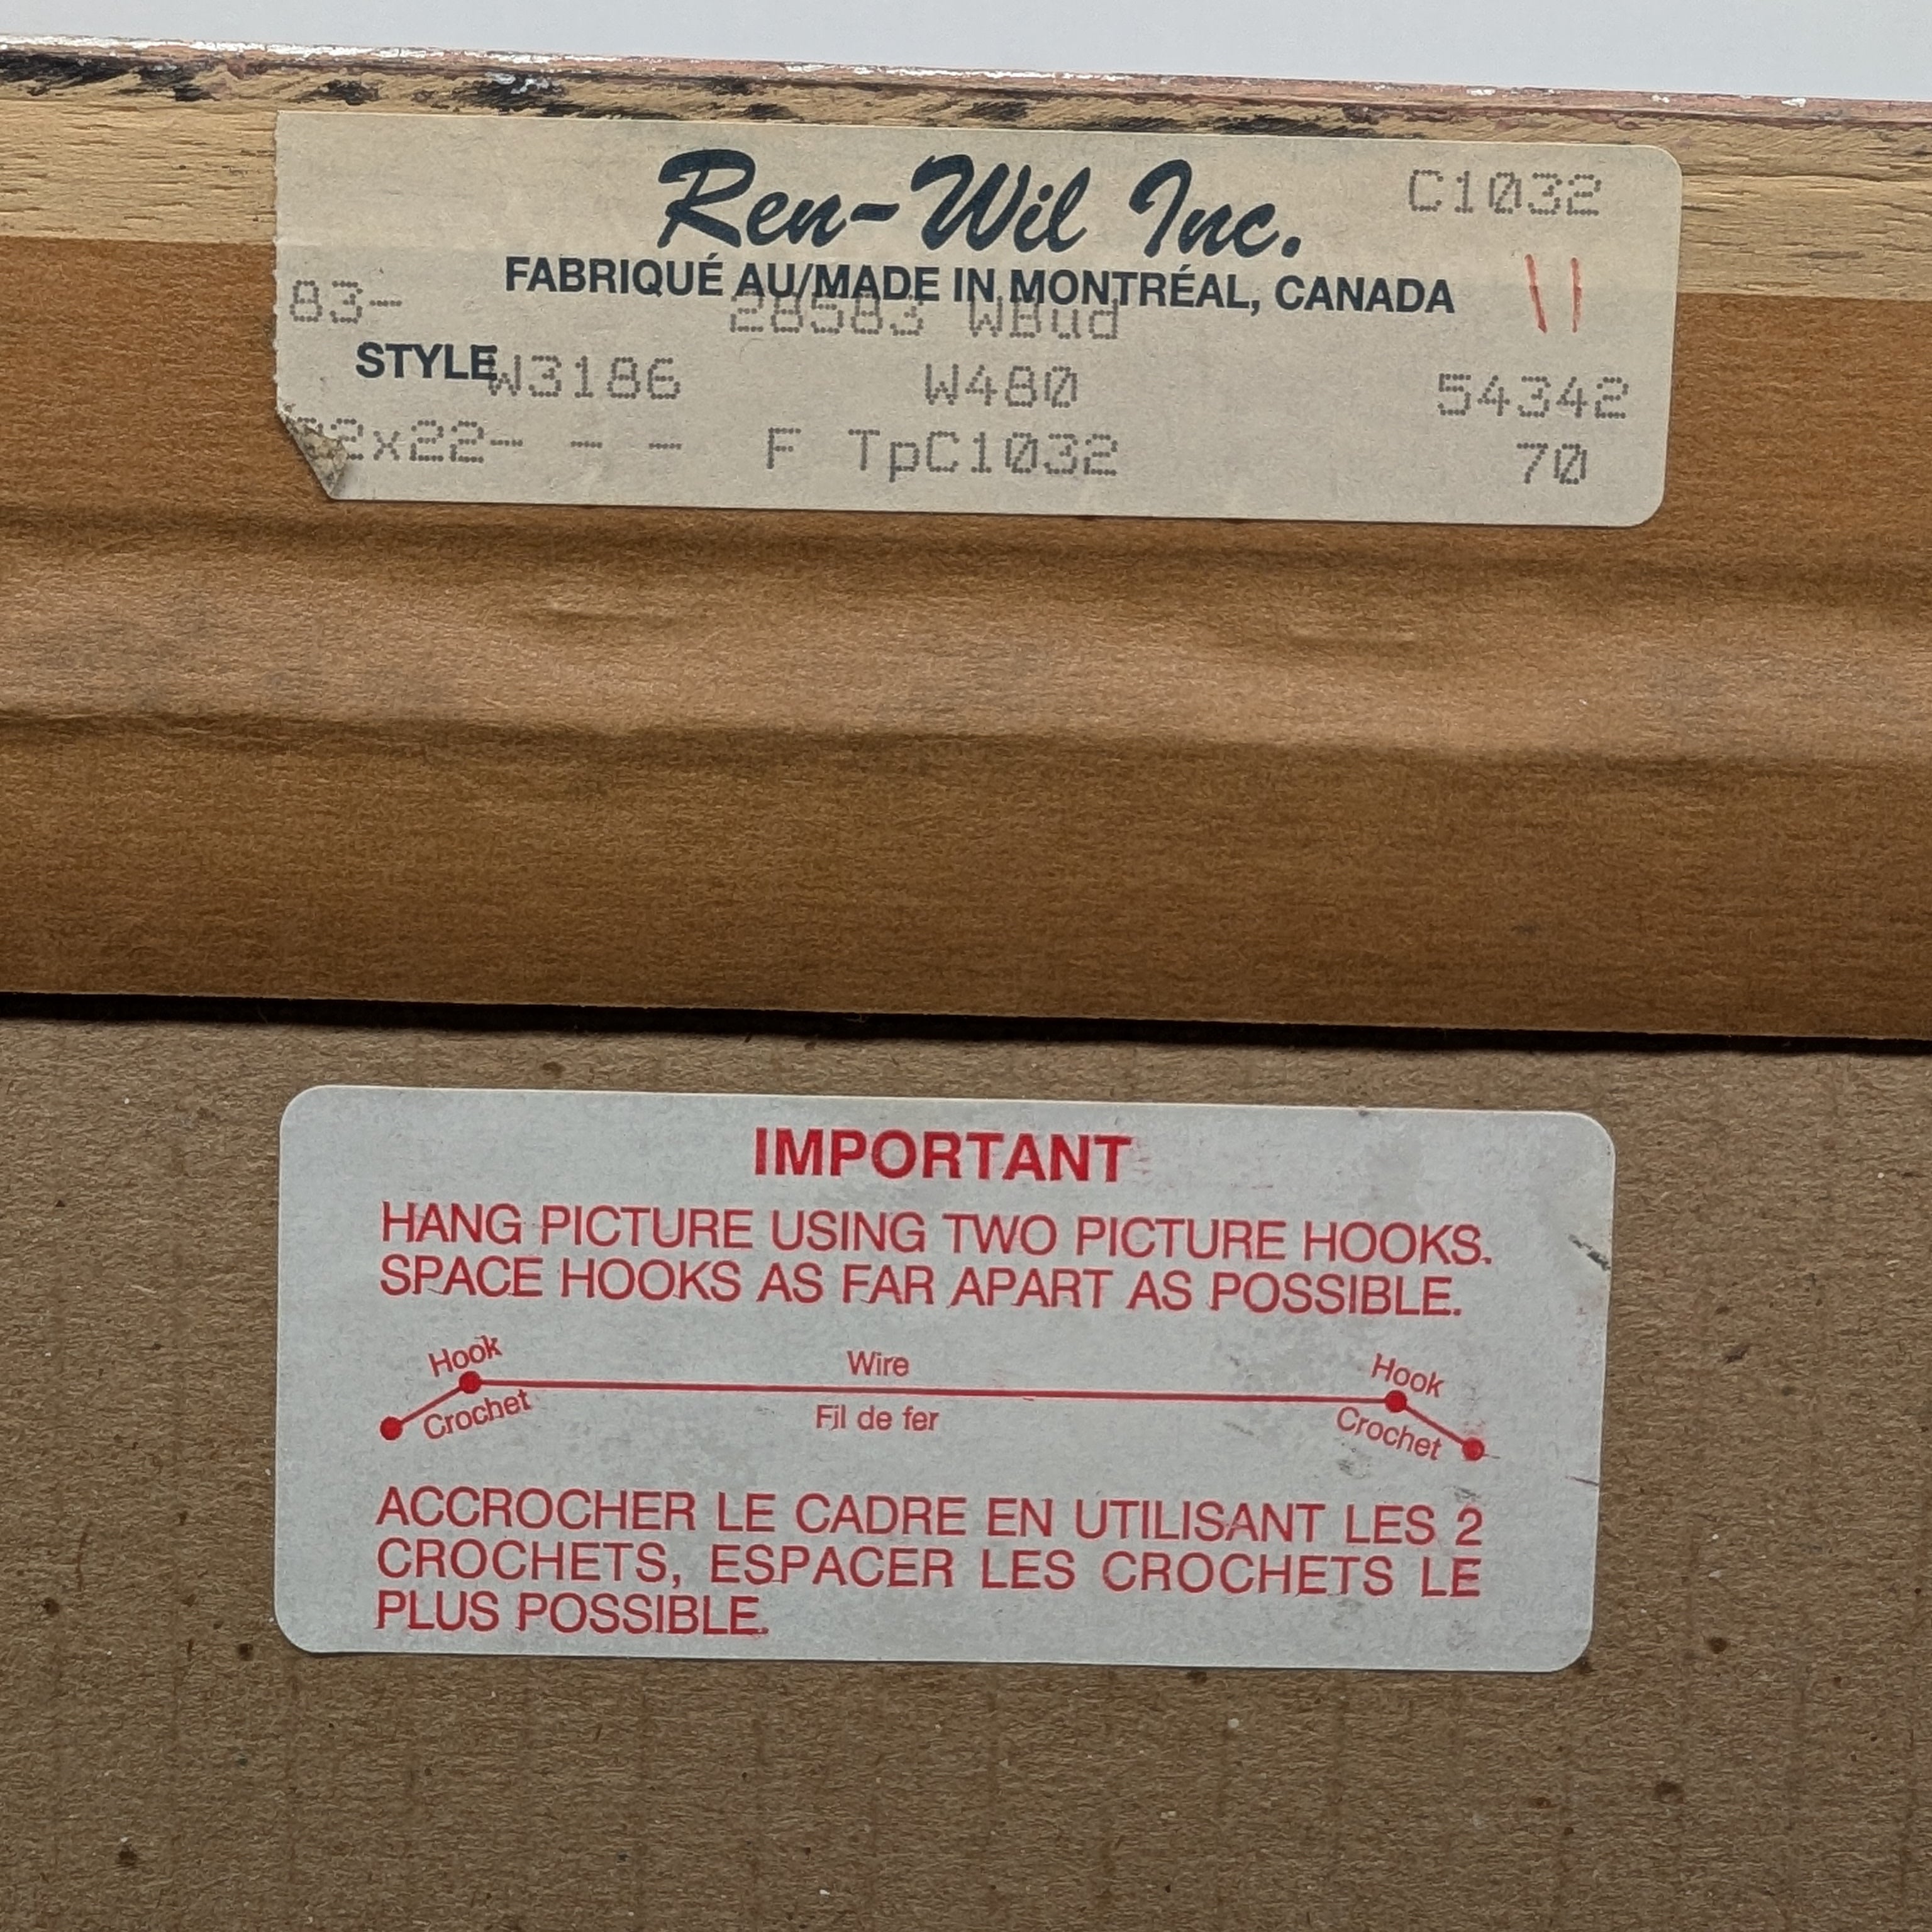 Ren-Wil Inc. C1032
FABRIQUÉ AU/MADE IN MONTRÉAL, CANADA
83- 28583 WBud
STYLE W3186 W480 54342
22x22- - - F TpC1032 70
IMPORTANT
HANG PICTURE USING TWO PICTURE HOOKS.
SPACE HOOKS AS FAR APART AS POSSIBLE.
Hook Wire Hook
Crochet Fil de fer Crochet
ACCROCHER LE CADRE EN UTILISANT LES 2
CROCHETS, ESPACER LES CROCHETS LE
PLUS POSSIBLE.